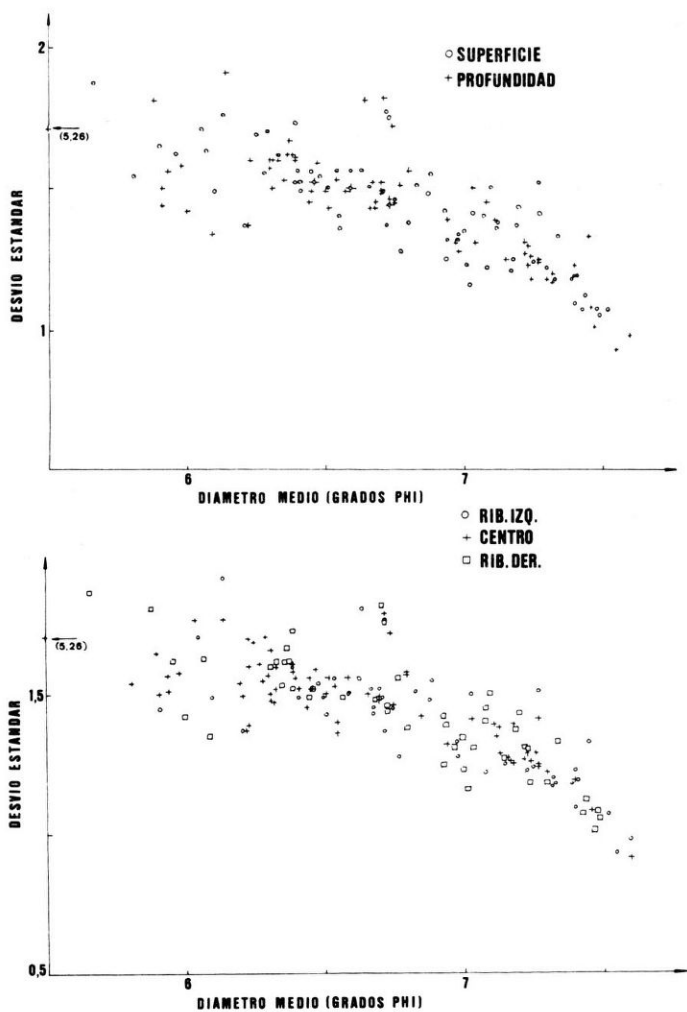 2
SUPERFICIE
PROFUNDIDAD
(5,26)
DESVIO ESTANDAR
1
6
7
DIAMETRO MEDIO (GRADOS PHI)
RIB. IZQ.
CENTRO
RIB. DER.
(5,26)
1,5
DESVIO ESTANDAR
0,5
6
7
DIAMETRO MEDIO (GRADOS PHI)